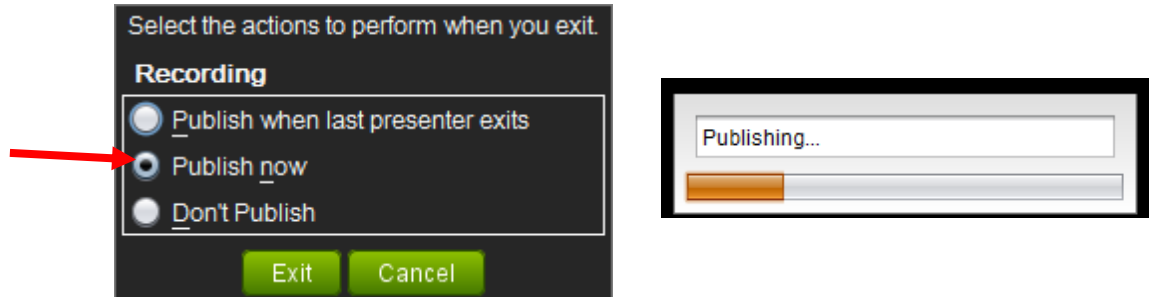 Select the actions to perform when you exit.
Recording
Publish when last presenter exits
Publish now
Don't Publish
Exit Cancel
Publishing...